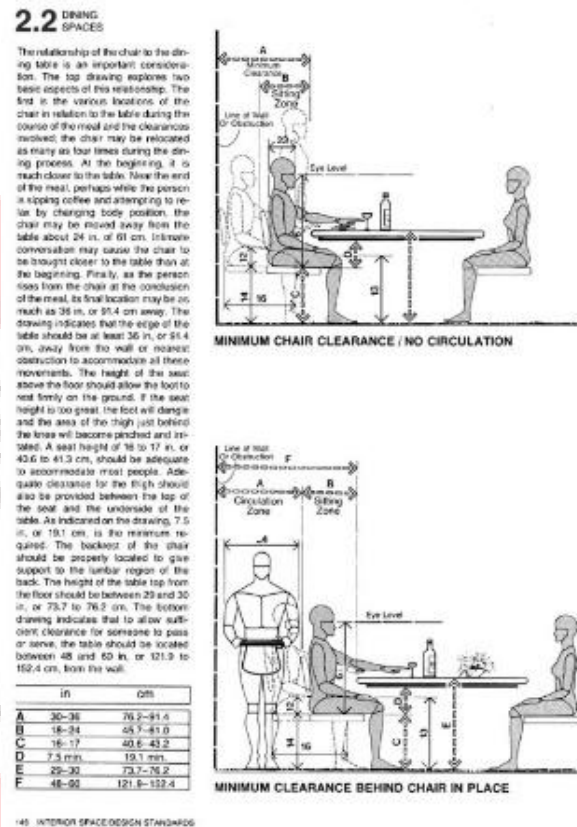 2.2 DINING
SPACES
The relationship of the chair to the din-
ing table is an important considera-
tion. The top drawing explores two
basic aspects of this relationship. The
first is the various locations of the
chair in relation to the table during the
course of the meal and the clearances
involved; the chair may be relocated
as many as four times during the din-
ing process. At the beginning, it is
much closer to the table. Near the end
of the meal, perhaps while the person
is sipping coffee and attempting to re-
lax by changing body position, the
chair may be moved away from the
table about 24 in, or 61 cm. Intimate
conversation may cause the chair to
be brought closer to the table than at
the beginning. Finally, as the person
rises from the chair at the conclusion
of the meal, its final location may be as
much as 36 in, or 91.4 cm away. The
drawing indicates that the edge of the
table should be at least 36 in, or 91.4
cm, away from the wall or nearest
obstruction to accommodate all these
movements. The height of the seat
above the floor should allow the foot to
rest firmly on the ground. If the seat
height is too great, the foot will dangle
and the area of the thigh just behind
the knee will become pinched and irri-
tated. A seat height of 16 to 17 in, or
40.6 to 41.3 cm, should be adequate
to accommodate most people. Ade-
quate clearance for the thigh should
also be provided between the top of
the seat and the underside of the
table. As indicated on the drawing, 7.5
in, or 19.1 cm, is the minimum re-
quired. The backrest of the chair
should be properly located to give
support to the lumbar region of the
back. The height of the table top from
the floor should be between 29 and 30
in, or 73.7 to 76.2 cm. The bottom
drawing indicates that to allow suffi-
cient clearance for someone to pass
or serve, the table should be located
between 48 and 60 in, or 121.9 to
152.4 cm, from the wall.
in cm
A 30–36 76.2–91.4
B 18–24 45.7–61.0
C 16–17 40.6–43.2
D 7.5 min. 19.1 min.
E 29–30 73.7–76.2
F 48–60 121.9–152.4
146 INTERIOR SPACE/DESIGN STANDARDS
A
Minimum
Clearance
B
Sitting
Zone
Line of Wall
Or Obstruction
23
Eye Level
12
14
16
C
D
13
MINIMUM CHAIR CLEARANCE / NO CIRCULATION
Line of Wall
Or Obstruction
F
A
B
Circulation
Zone
Sitting
Zone
Eye Level
12
14
16
D
C
13
E
MINIMUM CLEARANCE BEHIND CHAIR IN PLACE